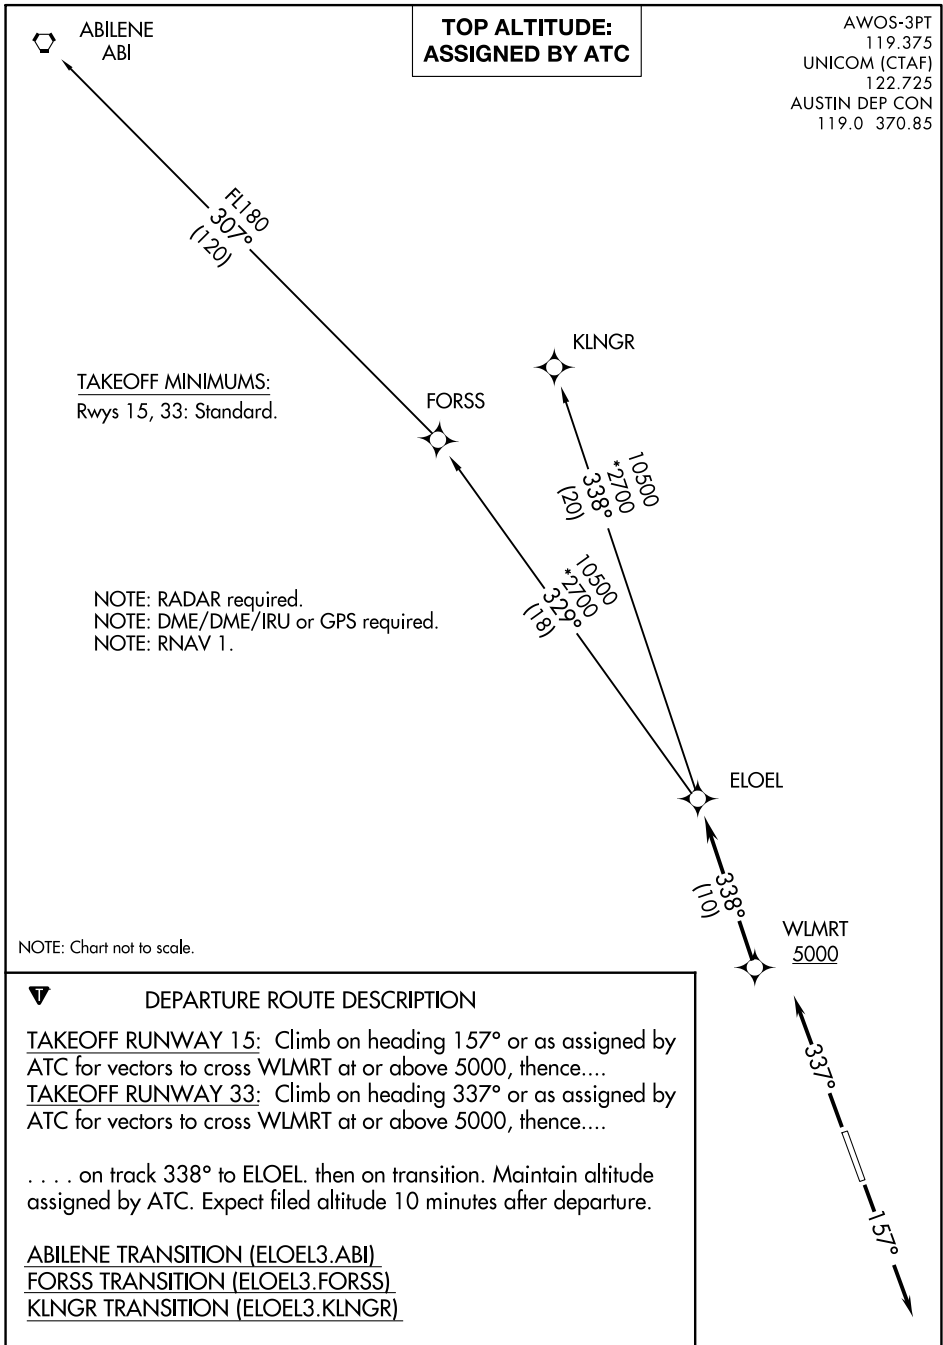 ABILENE
ABI
TOP ALTITUDE:
ASSIGNED BY ATC
AWOS-3PT
119.375
UNICOM (CTAF)
122.725
AUSTIN DEP CON
119.0 370.85
FL180
307°
(120)
KLNGR
TAKEOFF MINIMUMS:
Rwys 15, 33: Standard.
FORSS
10500
*2700
338°
(20)
10500
*2700
329°
(18)
NOTE: RADAR required.
NOTE: DME/DME/IRU or GPS required.
NOTE: RNAV 1.
ELOEL
338°
(10)
NOTE: Chart not to scale.
WLMRT
5000
T
DEPARTURE ROUTE DESCRIPTION
TAKEOFF RUNWAY 15: Climb on heading 157° or as assigned by
ATC for vectors to cross WLMRT at or above 5000, thence....
TAKEOFF RUNWAY 33: Climb on heading 337° or as assigned by
ATC for vectors to cross WLMRT at or above 5000, thence....
. . . . on track 338° to ELOEL. then on transition. Maintain altitude
assigned by ATC. Expect filed altitude 10 minutes after departure.
ABILENE TRANSITION (ELOEL3.ABI)
FORSS TRANSITION (ELOEL3.FORSS)
KLNGR TRANSITION (ELOEL3.KLNGR)
337°
157°